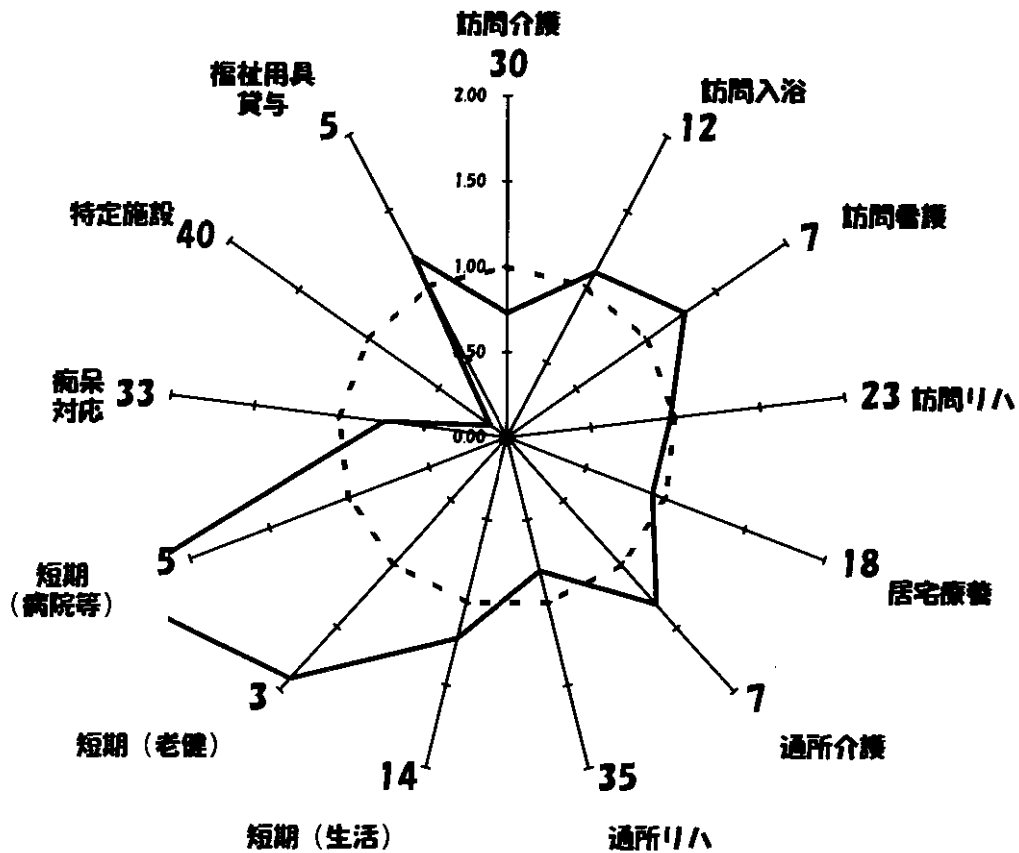 訪問介護
30
訪問入浴
12
訪問看護
7
23 訪問リハ
18
居宅療養
7
通所介護
35
通所リハ
14
短期（生活）
3
短期（老健）
5
短期
（病院等）
痴呆
対応
33
特定施設
40
福祉用具
貸与
5
2.00
1.50
1.00
0.50
0.00